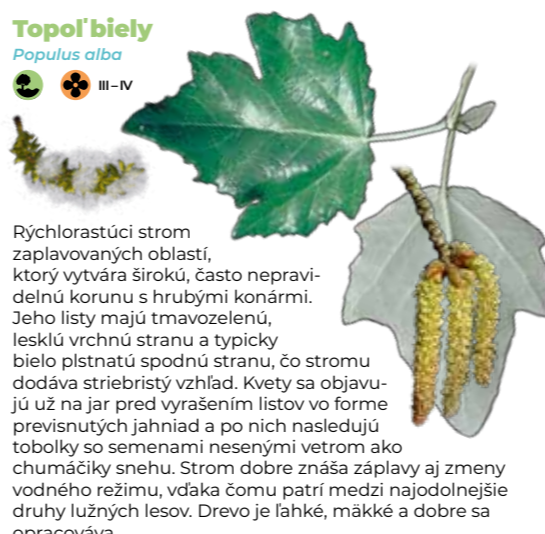 Topoľ biely
Populus alba
III–IV
Rýchlorastúci strom
zaplavovaných oblastí,
ktorý vytvára širokú, často nepravi-
delnú korunu s hrubými konármi.
Jeho listy majú tmavozelenú,
lesklú vrchnú stranu a typicky
bielo plstnatú spodnú stranu, čo stromu
dodáva striebristý vzhľad. Kvety sa objavu-
jú už na jar pred vyrašením listov vo forme
previsnutých jahniad a po nich nasledujú
tobolky so semenami nesenými vetrom ako
chumáčiky snehu. Strom dobre znáša záplavy aj zmeny
vodného režimu, vďaka čomu patrí medzi najodolnejšie
druhy lužných lesov. Drevo je ľahké, mäkké a dobre sa
opracováva